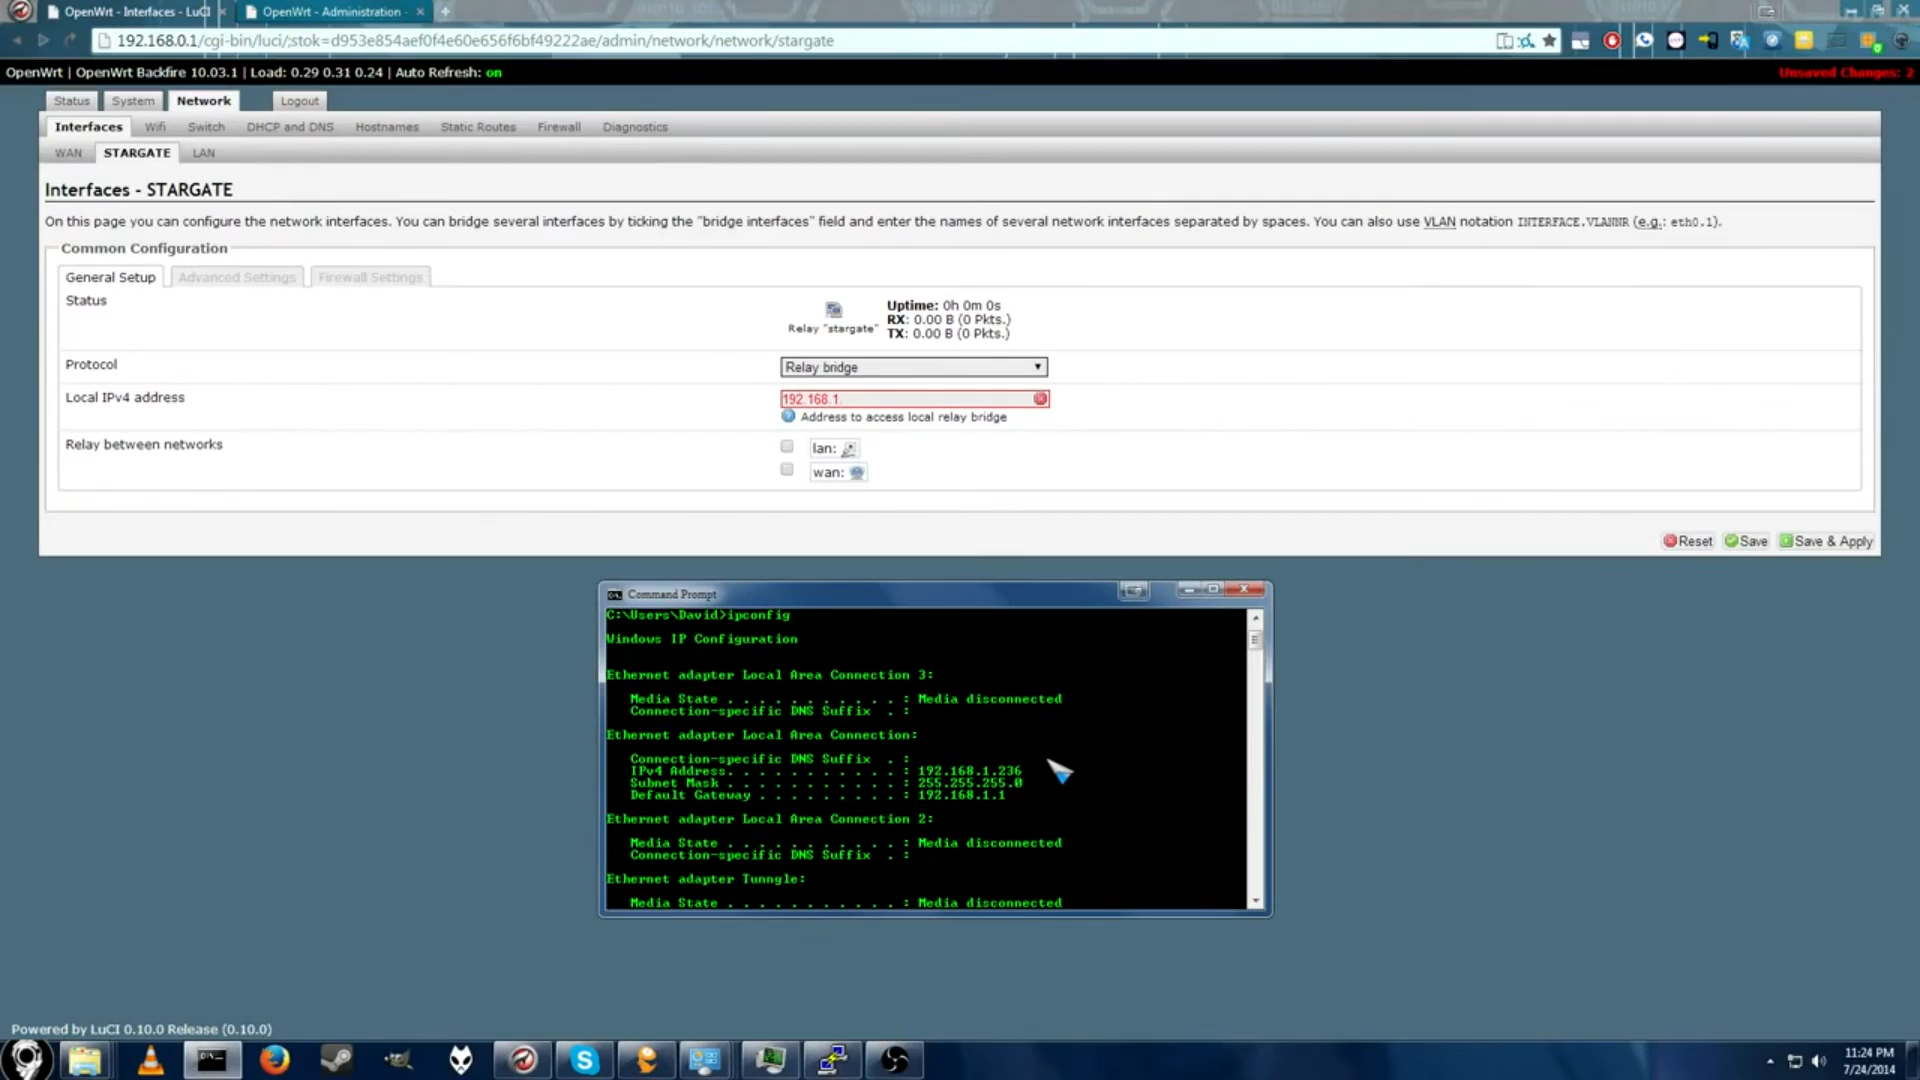 OpenWrt - Interfaces - LuCI
OpenWrt - Administration -
192.168.0.1/cgi-bin/luci/;stok=d953e854aef0f4e60e656f6bf49222ae/admin/network/network/stargate
OpenWrt | OpenWrt Backfire 10.03.1 | Load: 0.29 0.31 0.24 | Auto Refresh: on
Unsaved Changes: 2
Status System Network Logout
Interfaces Wifi Switch DHCP and DNS Hostnames Static Routes Firewall Diagnostics
WAN STARGATE LAN
Interfaces - STARGATE
On this page you can configure the network interfaces. You can bridge several interfaces by ticking the "bridge interfaces" field and enter the names of several network interfaces separated by spaces. You can also use VLAN notation INTERFACE.VLANNR (e.g.: eth0.1).
Common Configuration
General Setup Advanced Settings Firewall Settings
Status
Relay "stargate"
Uptime: 0h 0m 0s
RX: 0.00 B (0 Pkts.)
TX: 0.00 B (0 Pkts.)
Protocol
Relay bridge
Local IPv4 address
192.168.1.
Address to access local relay bridge
Relay between networks
lan:
wan:
Reset Save Save & Apply
Command Prompt
C:\Users\David>ipconfig
Windows IP Configuration
Ethernet adapter Local Area Connection 3:
Media State . . . . . . . . . . . : Media disconnected
Connection-specific DNS Suffix . :
Ethernet adapter Local Area Connection:
Connection-specific DNS Suffix . :
IPv4 Address. . . . . . . . . . . : 192.168.1.236
Subnet Mask . . . . . . . . . . . : 255.255.255.0
Default Gateway . . . . . . . . . : 192.168.1.1
Ethernet adapter Local Area Connection 2:
Media State . . . . . . . . . . . : Media disconnected
Connection-specific DNS Suffix . :
Ethernet adapter Tunngle:
Media State . . . . . . . . . . . : Media disconnected
Powered by LuCI 0.10.0 Release (0.10.0)
11:24 PM
7/24/2014